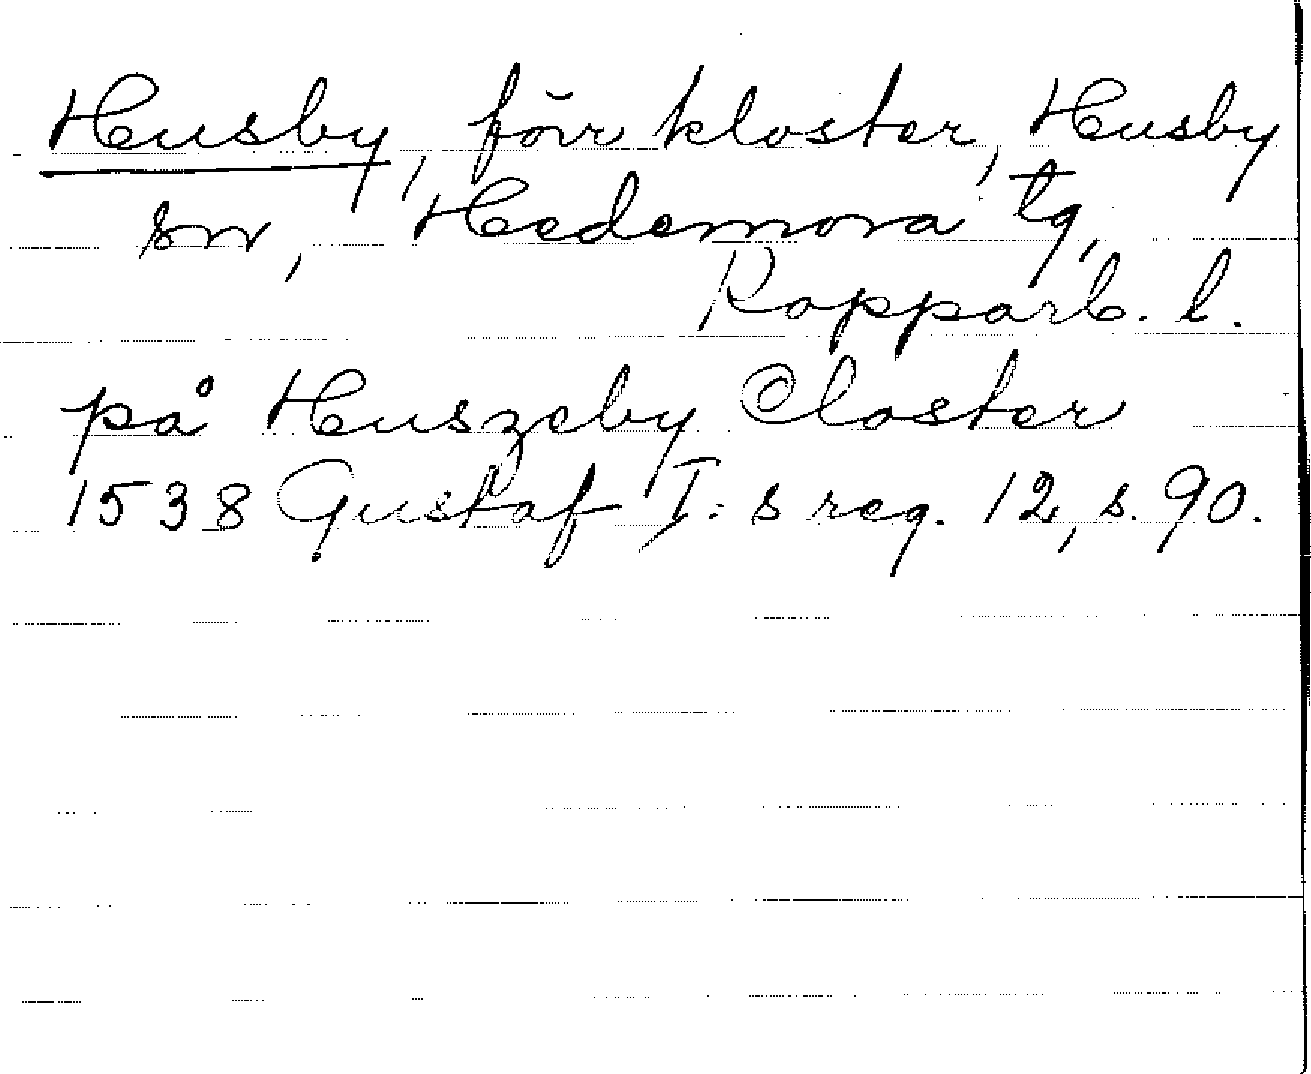 Husby, förr kloster, Husby
sn, Hedemora tg,
Kopparb. l.
på Huszeby Closter
1538 Gustaf I:s reg. 12, s. 90.